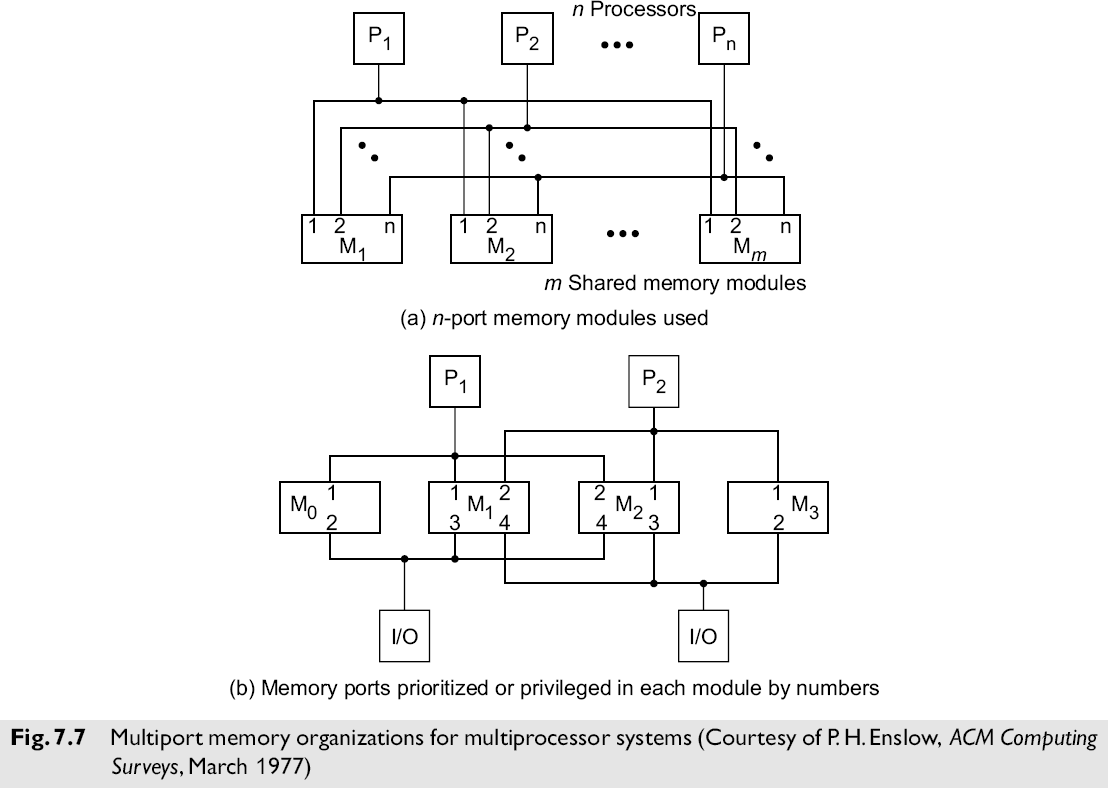 n Processors
P1 P2 ••• Pn
1 2 n 1 2 n 1 2 n
M1 M2 ••• Mm
m Shared memory modules
(a) n-port memory modules used
P1 P2
1 1 2 2 1 1
M0 M1 M2 M3
2 3 4 4 3 2
I/O I/O
(b) Memory ports prioritized or privileged in each module by numbers
Fig. 7.7 Multiport memory organizations for multiprocessor systems (Courtesy of P. H. Enslow, ACM Computing
Surveys, March 1977)